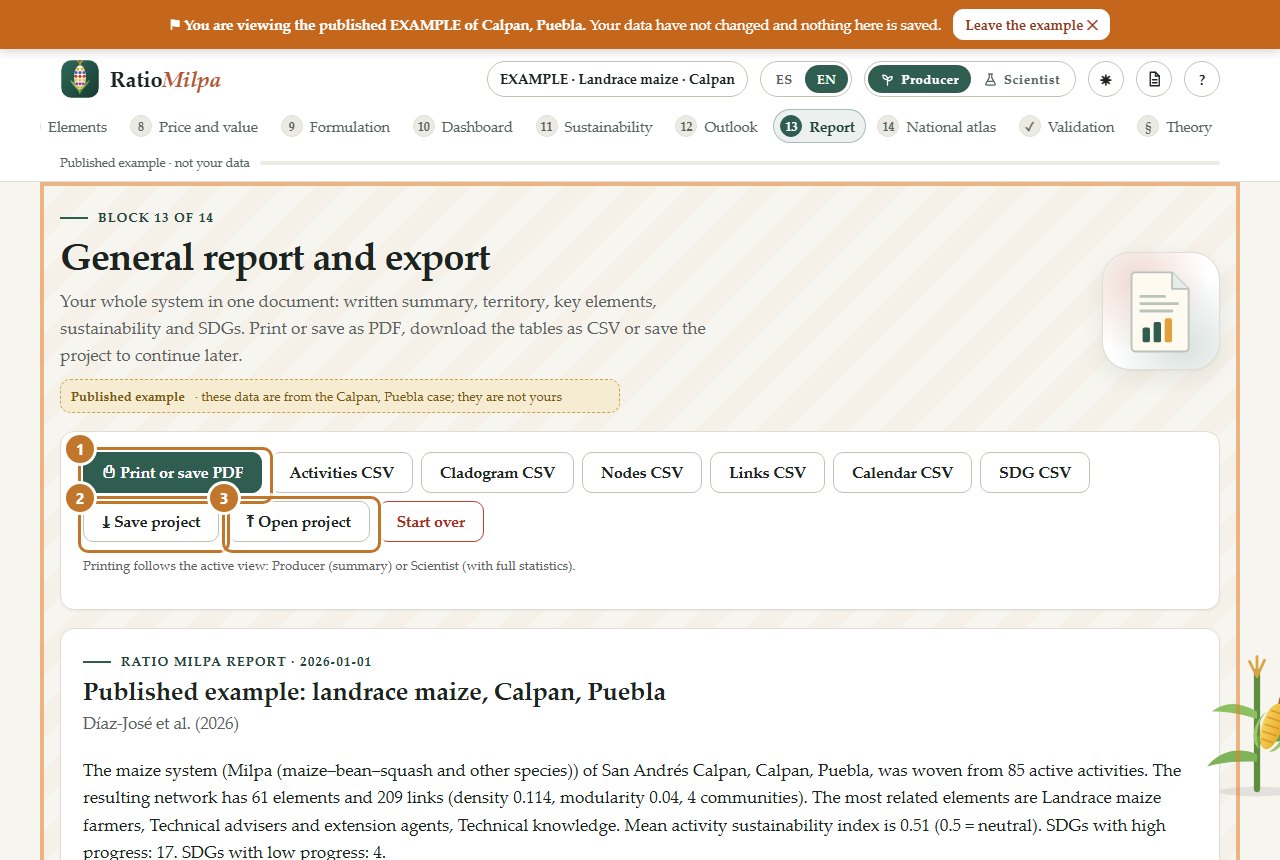 ⚑ You are viewing the published EXAMPLE of Calpan, Puebla. Your data have not changed and nothing here is saved. Leave the example ✕
RatioMilpa
EXAMPLE · Landrace maize · Calpan ES EN Producer Scientist ?
Elements 8 Price and value 9 Formulation 10 Dashboard 11 Sustainability 12 Outlook 13 Report 14 National atlas ✓ Validation § Theory
Published example · not your data
BLOCK 13 OF 14
General report and export
Your whole system in one document: written summary, territory, key elements,
sustainability and SDGs. Print or save as PDF, download the tables as CSV or save the
project to continue later.
Published example · these data are from the Calpan, Puebla case; they are not yours
1
⎙ Print or save PDF Activities CSV Cladogram CSV Nodes CSV Links CSV Calendar CSV SDG CSV
2 3
⤓ Save project ⤒ Open project Start over
Printing follows the active view: Producer (summary) or Scientist (with full statistics).
RATIO MILPA REPORT · 2026-01-01
Published example: landrace maize, Calpan, Puebla
Díaz-José et al. (2026)
The maize system (Milpa (maize–bean–squash and other species)) of San Andrés Calpan, Calpan, Puebla, was woven from 85 active activities. The
resulting network has 61 elements and 209 links (density 0.114, modularity 0.04, 4 communities). The most related elements are Landrace maize
farmers, Technical advisers and extension agents, Technical knowledge. Mean activity sustainability index is 0.51 (0.5 = neutral). SDGs with high
progress: 17. SDGs with low progress: 4.